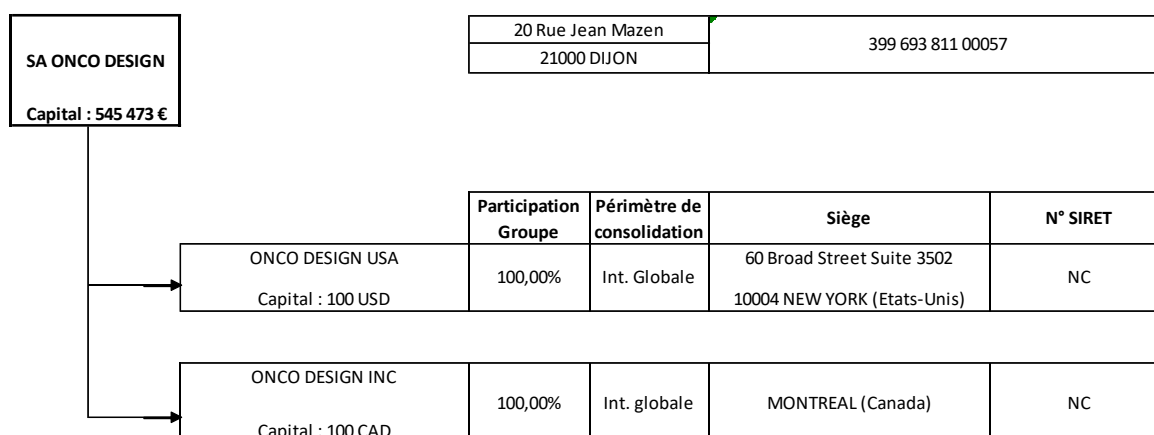 20 Rue Jean Mazen
399 693 811 00057
21000 DIJON
SA ONCO DESIGN
Capital : 545 473 €
Participation Groupe
Périmètre de consolidation
Siège
N° SIRET
ONCO DESIGN USA
Capital : 100 USD
100,00%
Int. Globale
60 Broad Street Suite 3502
10004 NEW YORK (Etats-Unis)
NC
ONCO DESIGN INC
Capital : 100 CAD
100,00%
Int. globale
MONTREAL (Canada)
NC